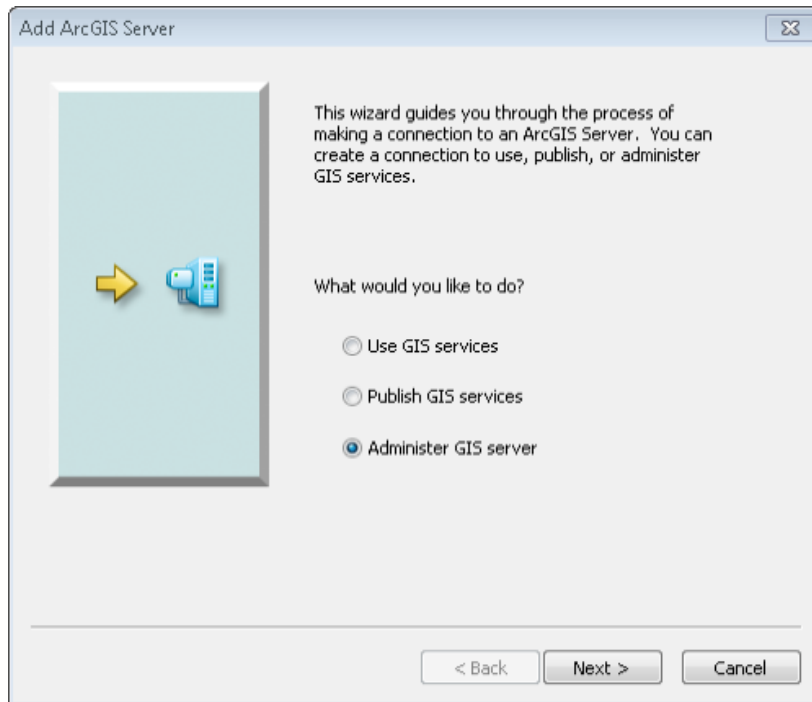 Add ArcGIS Server
This wizard guides you through the process of
making a connection to an ArcGIS Server.  You can
create a connection to use, publish, or administer
GIS services.
What would you like to do?
Use GIS services
Publish GIS services
Administer GIS server
< Back
Next >
Cancel